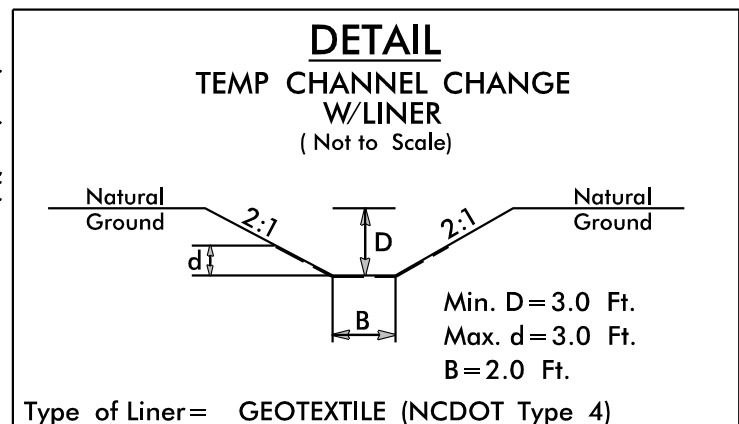 DETAIL
TEMP CHANNEL CHANGE
W/LINER
( Not to Scale)
Natural Natural
Ground Ground
2:1 2:1
D
d
B
Min. D=3.0 Ft.
Max. d=3.0 Ft.
B=2.0 Ft.
Type of Liner= GEOTEXTILE (NCDOT Type 4)